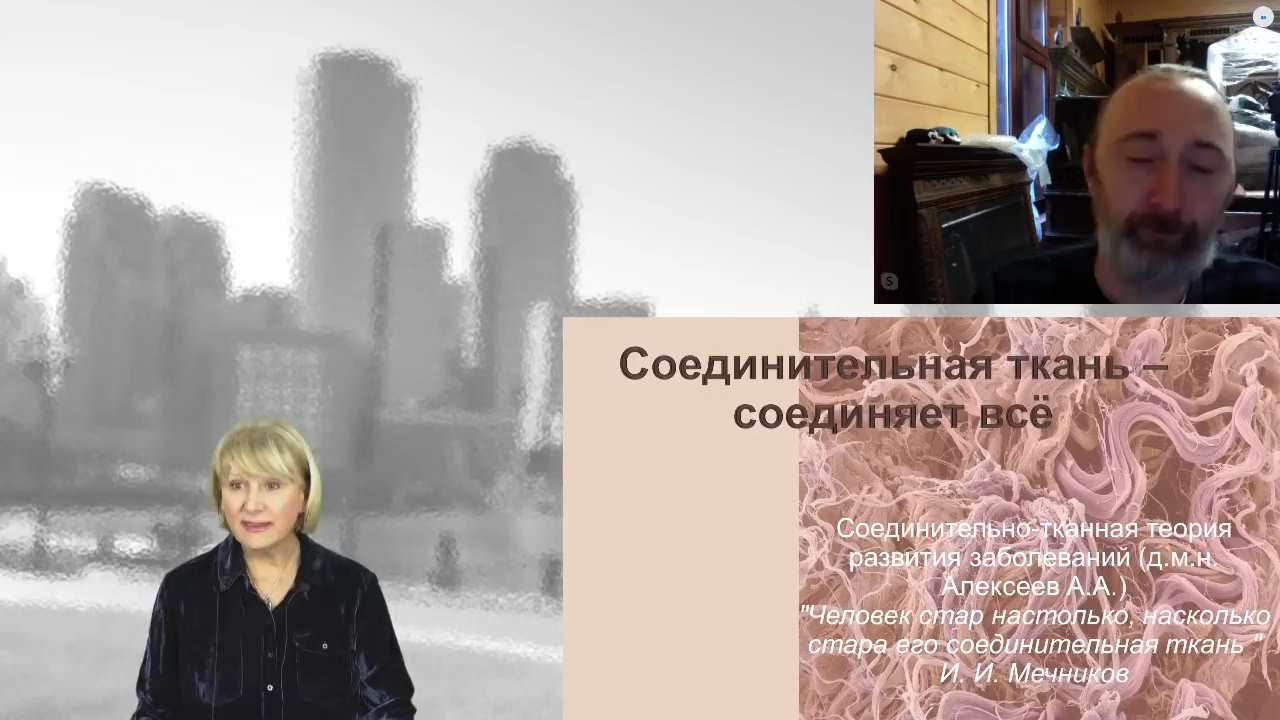 Соединительная ткань –
соединяет всё
Соединительно-тканная теория
развития заболеваний (д.м.н.
Алексеев А.А.)
"Человек стар настолько, насколько
стара его соединительная ткань "
И. И. Мечников